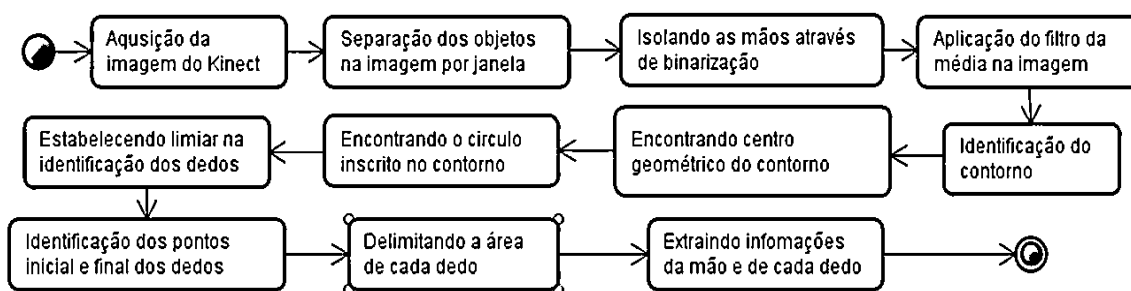 Aqusição da
imagem do Kinect
Separação dos objetos
na imagem por janela
Isolando as mãos através
de binarização
Aplicação do filtro da
média na imagem
Identificação do
contorno
Encontrando centro
geométrico do contorno
Encontrando o circulo
inscrito no contorno
Estabelecendo limiar na
identificação dos dedos
Identificação dos pontos
inicial e final dos dedos
Delimitando a área
de cada dedo
Extraindo infomações
da mão e de cada dedo